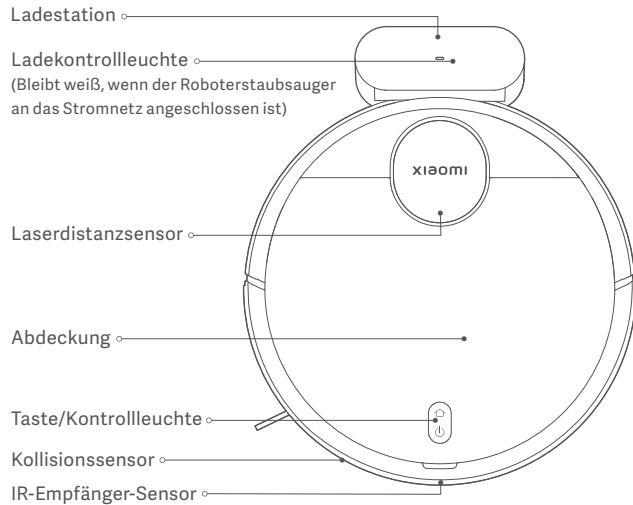 Ladestation
Ladekontrollleuchte
(Bleibt weiß, wenn der Roboterstaubsauger
an das Stromnetz angeschlossen ist)
xiaomi
Laserdistanzsensor
Abdeckung
Taste/Kontrollleuchte
Kollisionssensor
IR-Empfänger-Sensor